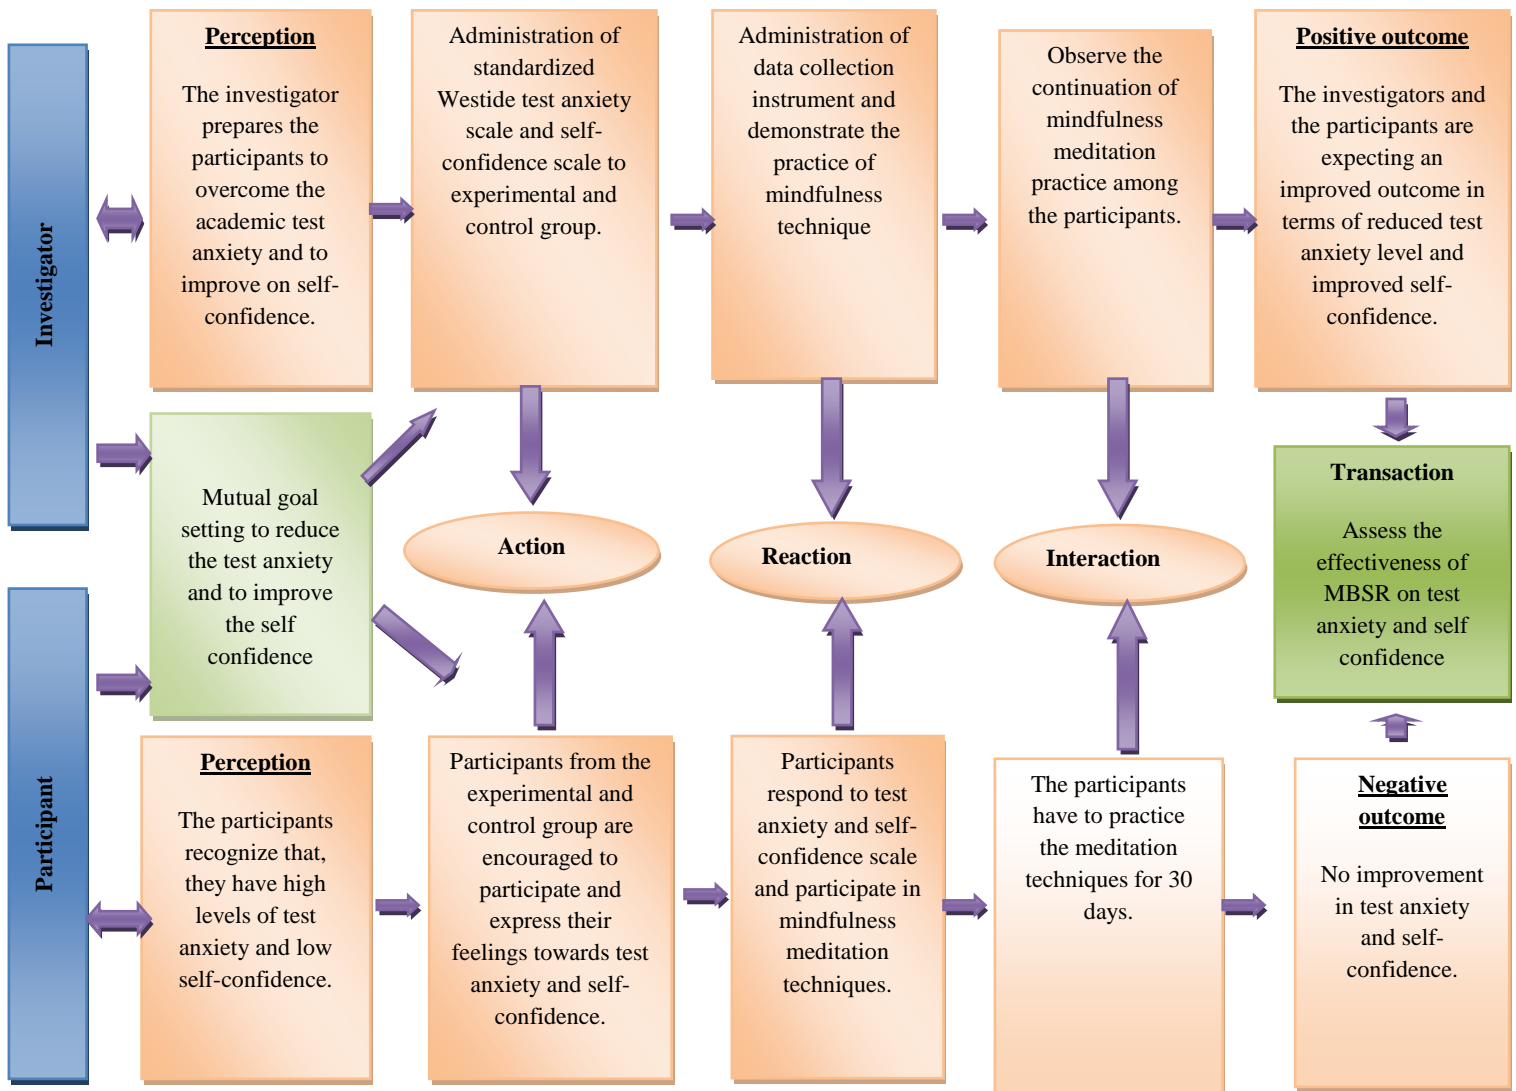 Investigator
Perception
The investigator
prepares the
participants to
overcome the
academic test
anxiety and to
improve on self-
confidence.
Administration of
standardized
Westide test anxiety
scale and self-
confidence scale to
experimental and
control group.
Administration of
data collection
instrument and
demonstrate the
practice of
mindfulness
technique
Observe the
continuation of
mindfulness
meditation
practice among
the participants.
Positive outcome
The investigators and
the participants are
expecting an
improved outcome in
terms of reduced test
anxiety level and
improved self-
confidence.
Mutual goal
setting to reduce
the test anxiety
and to improve
the self
confidence
Action
Reaction
Interaction
Transaction
Assess the
effectiveness of
MBSR on test
anxiety and self
confidence
Participant
Perception
The participants
recognize that,
they have high
levels of test
anxiety and low
self-confidence.
Participants from the
experimental and
control group are
encouraged to
participate and
express their
feelings towards test
anxiety and self-
confidence.
Participants
respond to test
anxiety and self-
confidence scale
and participate in
mindfulness
meditation
techniques.
The participants
have to practice
the meditation
techniques for 30
days.
Negative
outcome
No improvement
in test anxiety
and self-
confidence.